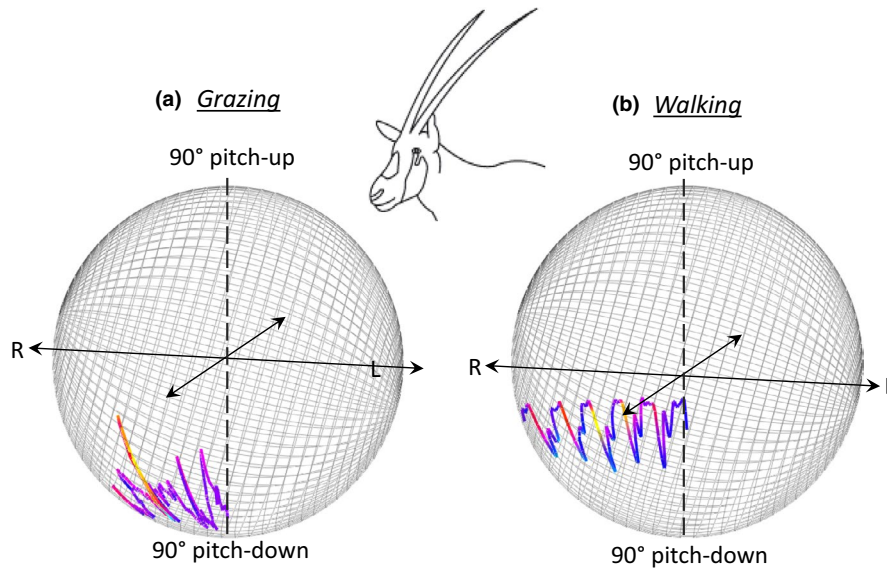 (a) Grazing
(b) Walking
90° pitch-up
90° pitch-up
R
L
R
90° pitch-down
90° pitch-down